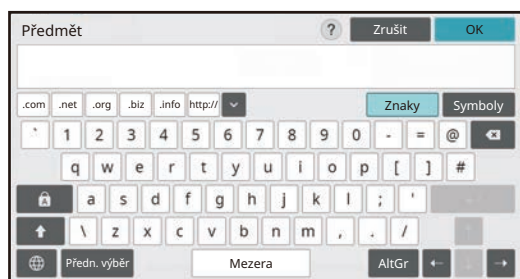 Předmět ? Zrušit OK
.com .net .org .biz .info http:// Znaky Symboly
` 1 2 3 4 5 6 7 8 9 0 - = @
q w e r t y u i o p [ ] #
a s d f g h j k l ; '
\ z x c v b n m , . /
Předn. výběr Mezera AltGr ← →